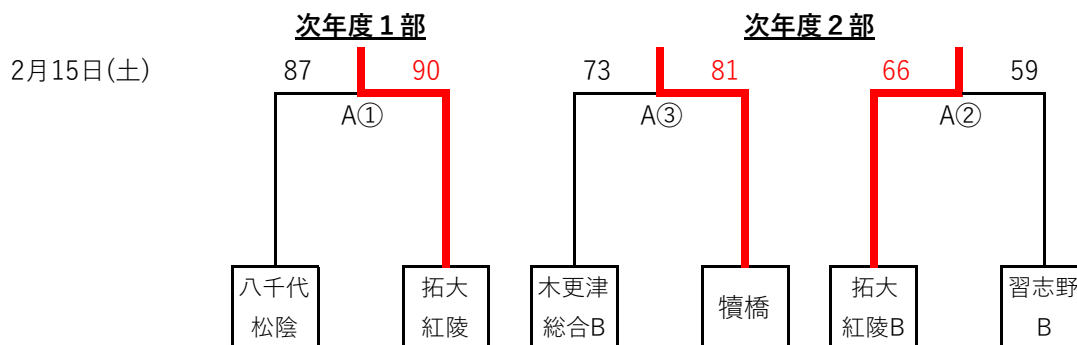 次年度１部
次年度２部
2月15日(土)
87
90
73
81
66
59
A①
A③
A②
八千代
松陰
拓大
紅陵
木更津
総合B
犢橋
拓大
紅陵B
習志野
B